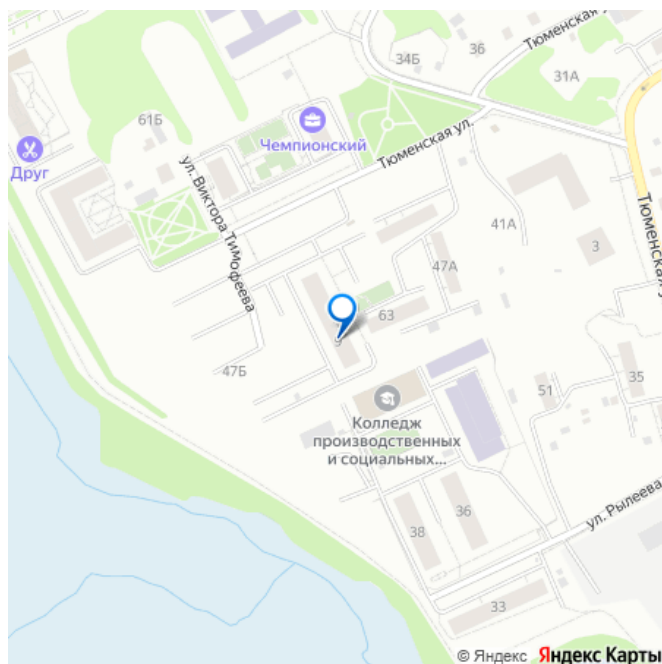 Тюменская у
34Б
36
31А
61Б
Чемпионский
Друг
Тюменская ул.
ул. Виктора Тимофеева
41А
Тюменская у
3
47А
63
9
47Б
51
35
Колледж
производственных
и социальных...
ул. Рылеева
38
36
33
© Яндекс Яндекс Карты